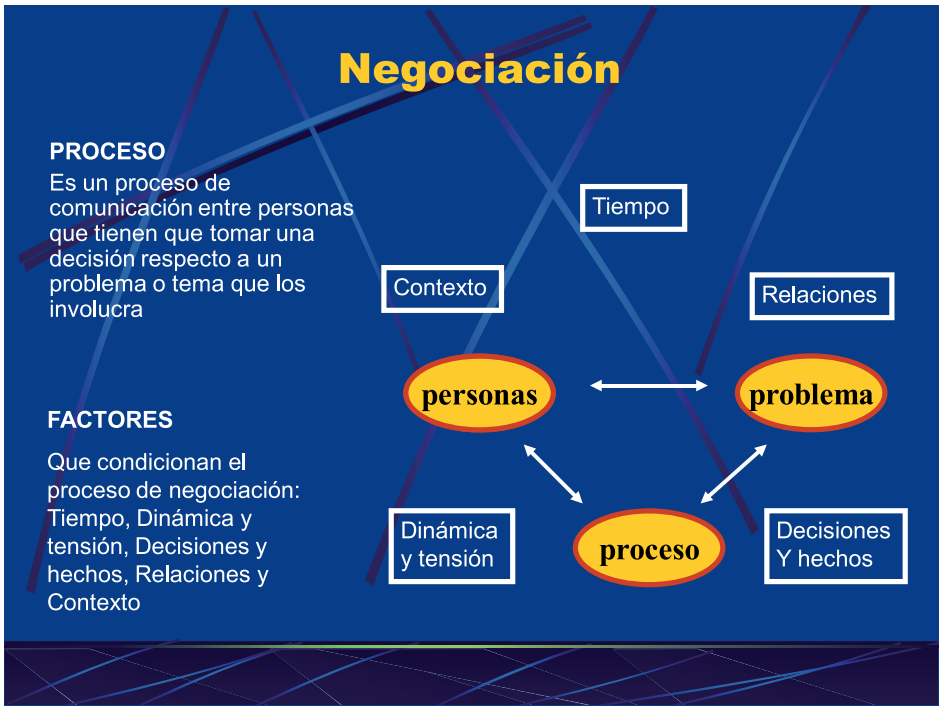 Negociación
PROCESO
Es un proceso de
comunicación entre personas
que tienen que tomar una
decisión respecto a un
problema o tema que los
involucra
FACTORES
Que condicionan el
proceso de negociación:
Tiempo, Dinámica y
tensión, Decisiones y
hechos, Relaciones y
Contexto
Tiempo
Contexto
Relaciones
personas
problema
Dinámica
y tensión
proceso
Decisiones
Y hechos